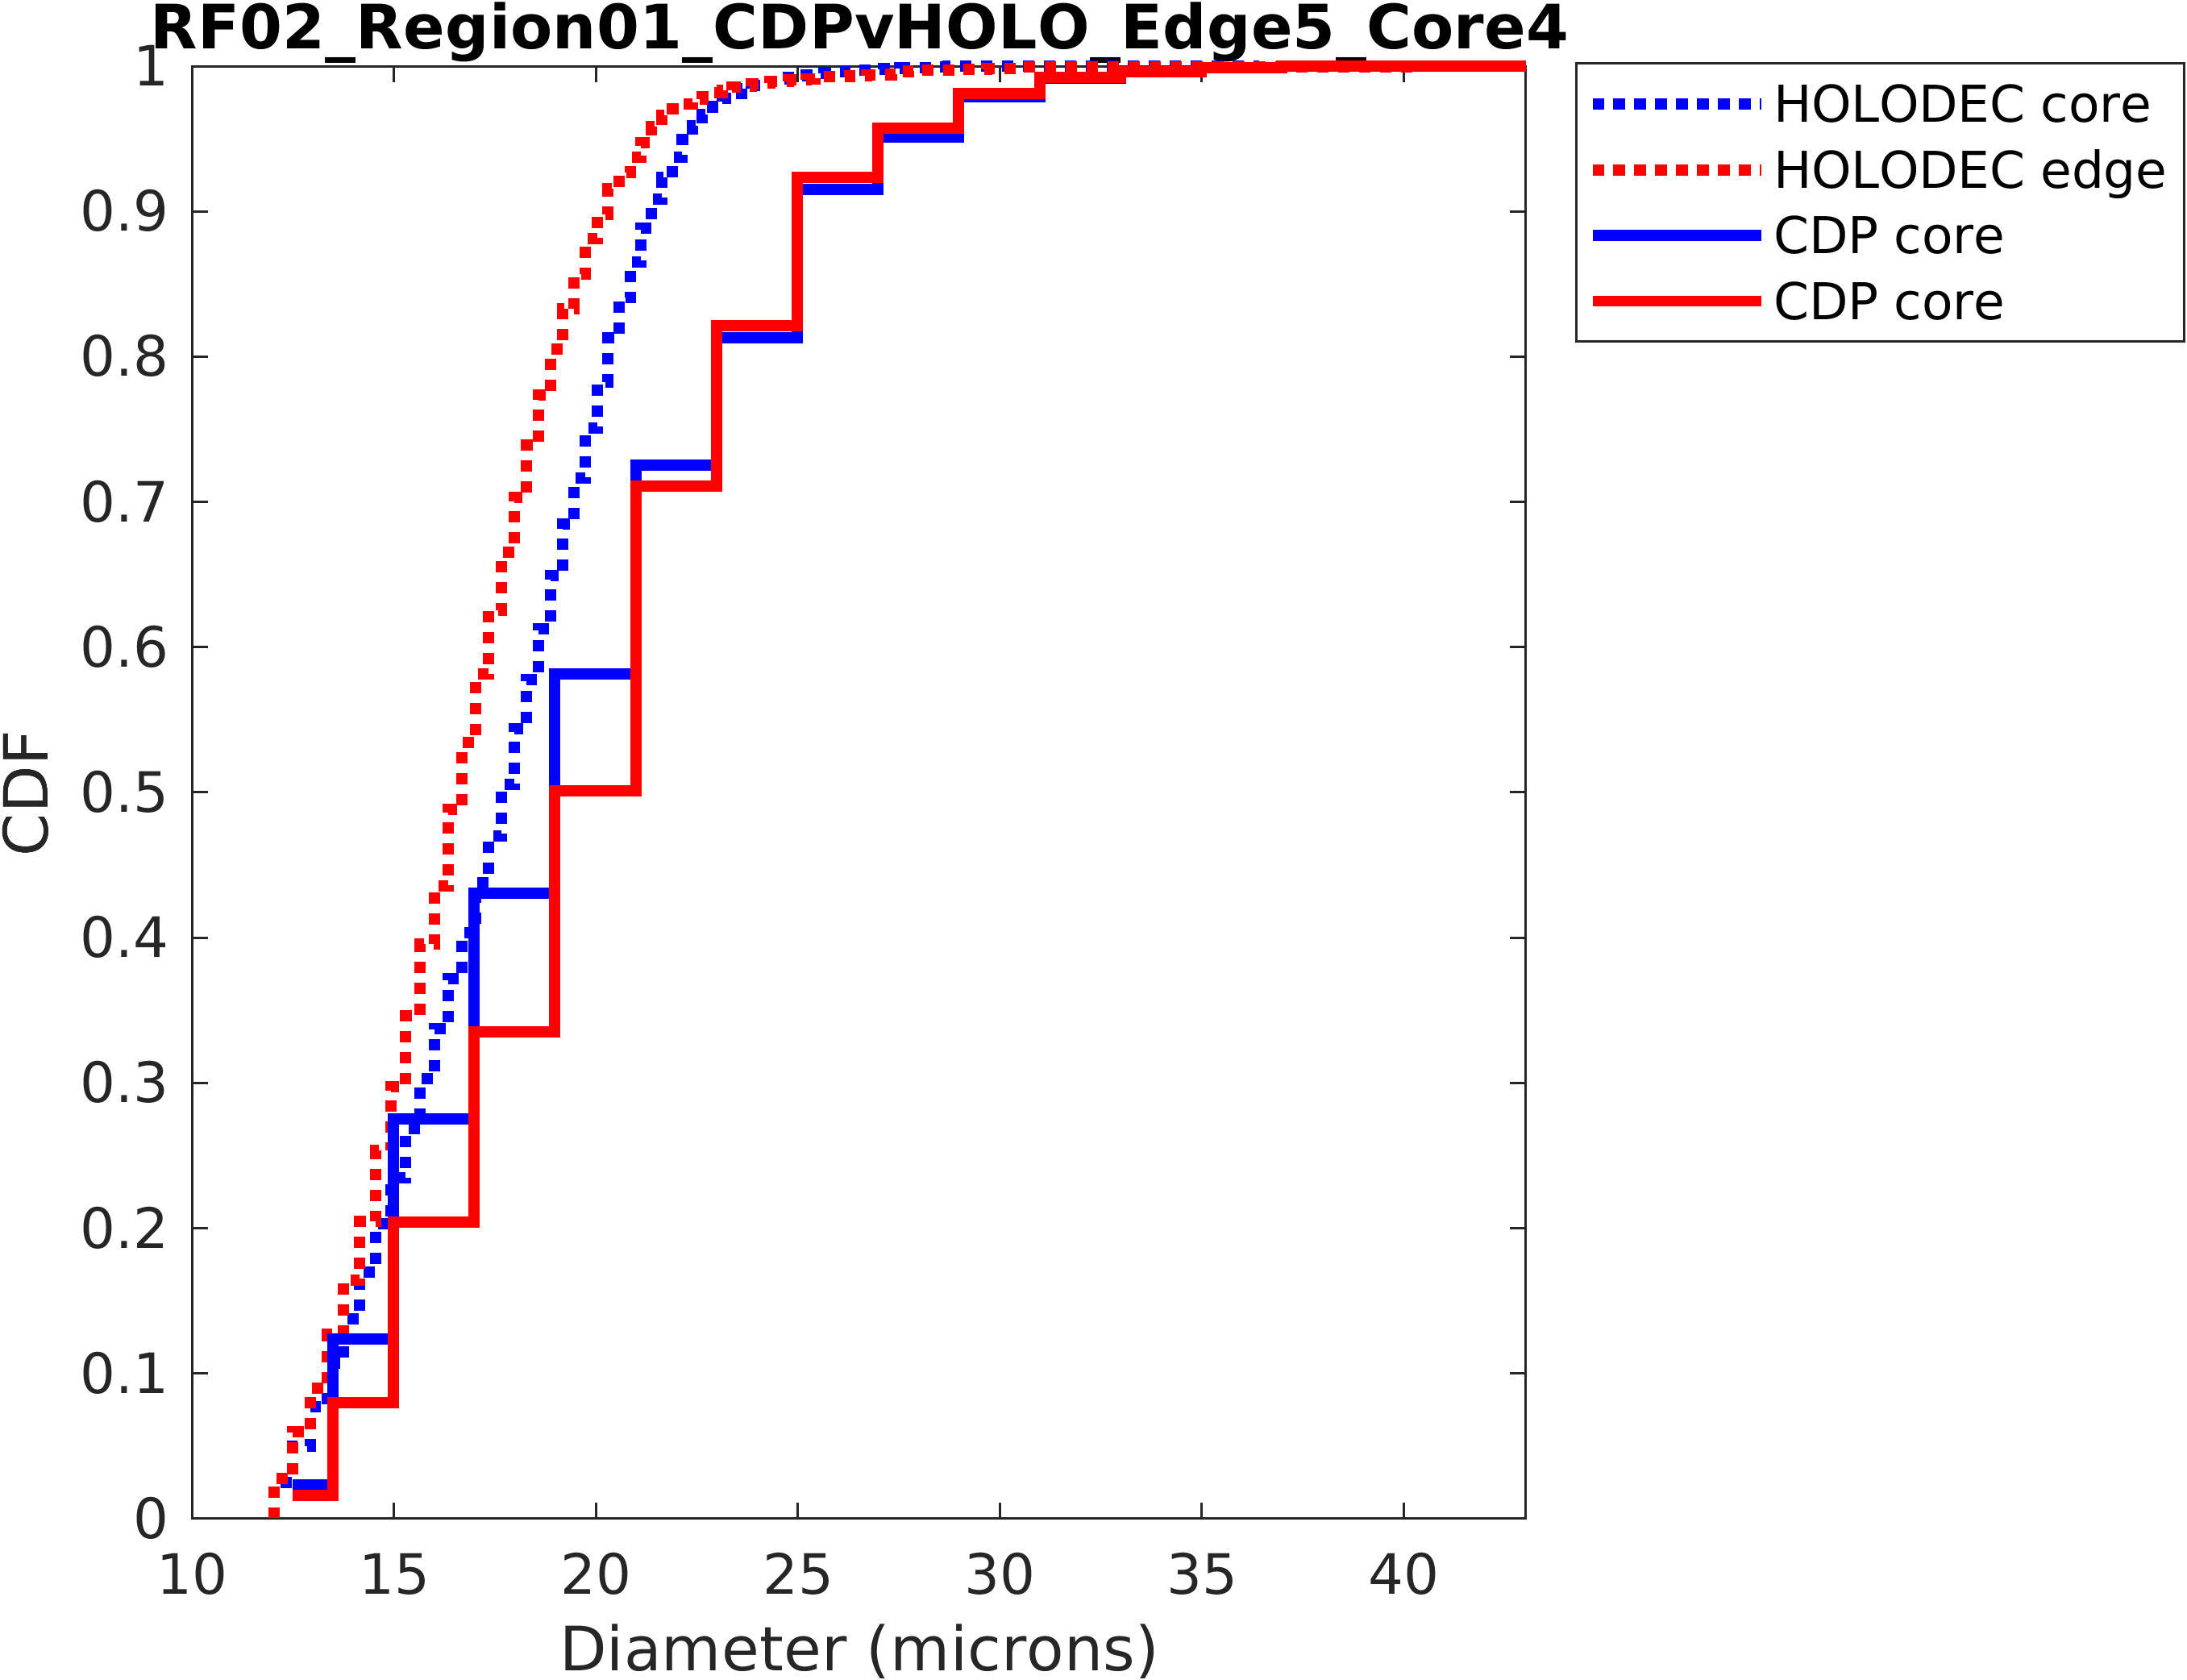 RF02_Region01_CDPvHOLO_Edge5_Core4
1
0.9
0.8
0.7
0.6
0.5
0.4
0.3
0.2
0.1
0
CDF
10 15 20 25 30 35 40
Diameter (microns)
HOLODEC core
HOLODEC edge
CDP core
CDP core